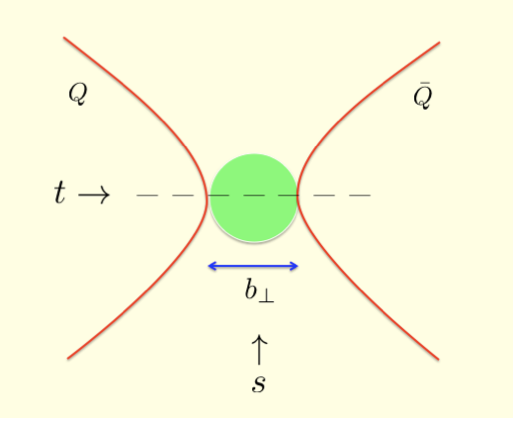 Q
Q̄
t →
b⊥
↑
s